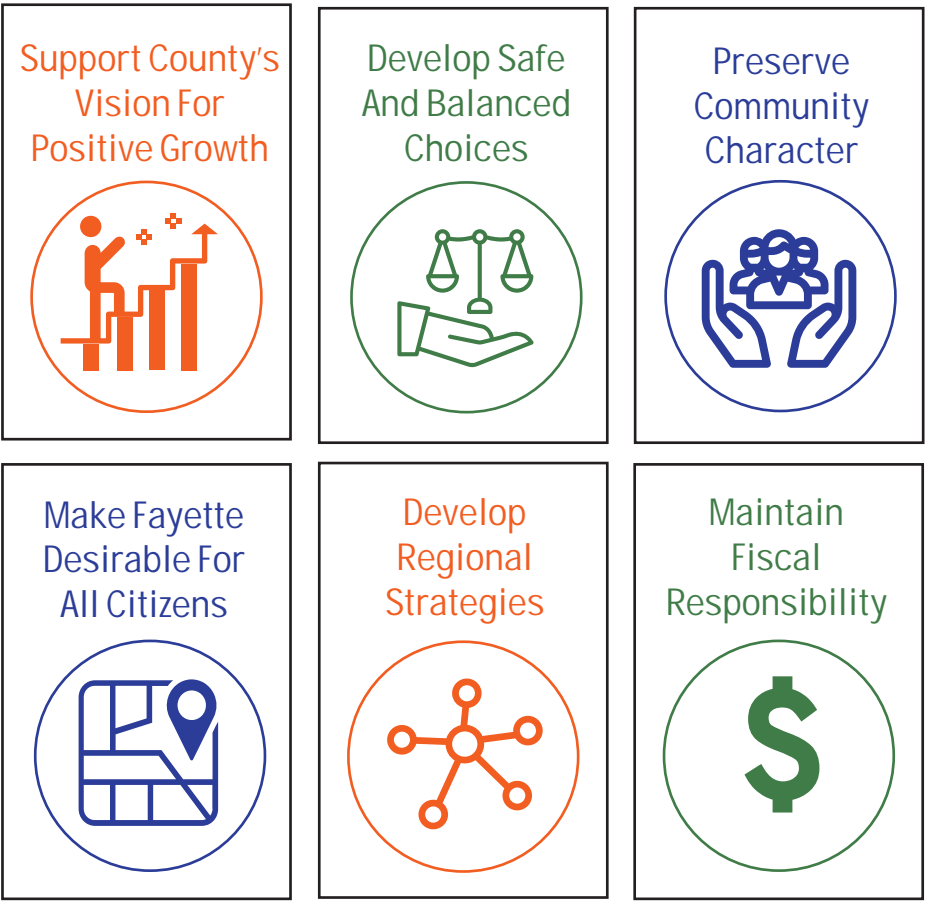 Support County's
Vision For
Positive Growth
Develop Safe
And Balanced
Choices
Preserve
Community
Character
Make Fayette
Desirable For
All Citizens
Develop
Regional
Strategies
Maintain
Fiscal
Responsibility
$